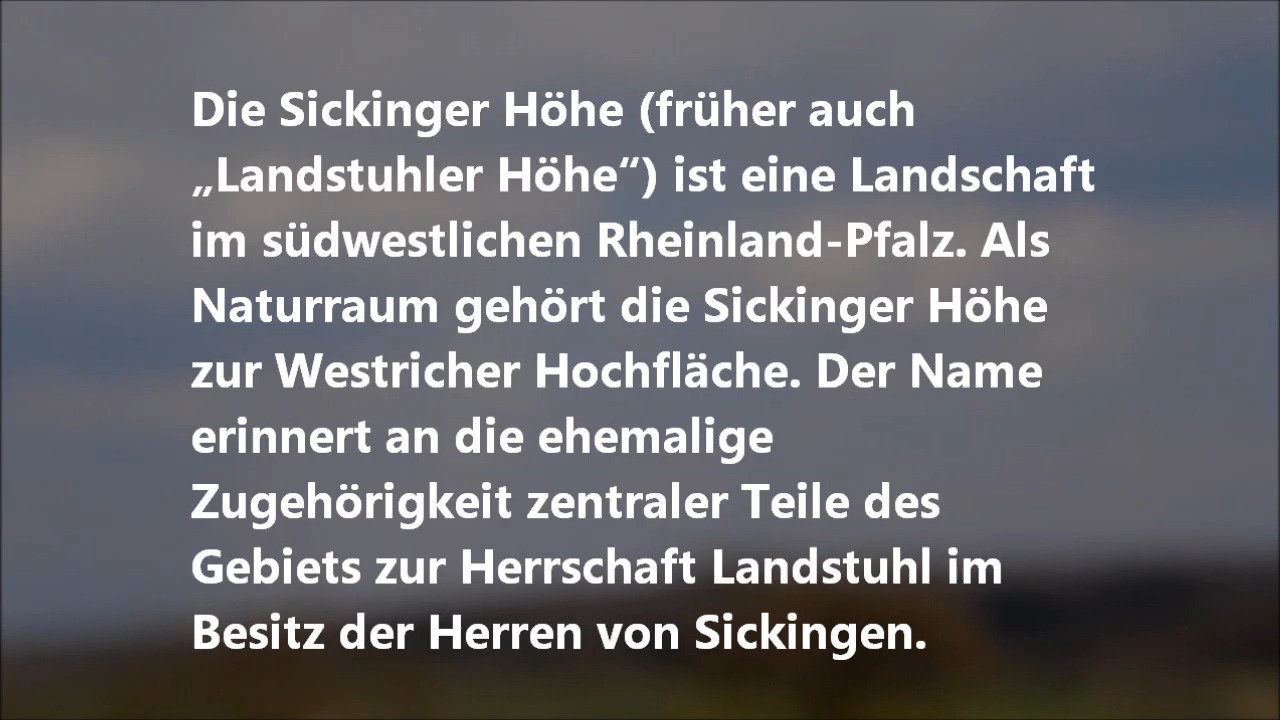 Die Sickinger Höhe (früher auch
„Landstuhler Höhe“) ist eine Landschaft
im südwestlichen Rheinland-Pfalz. Als
Naturraum gehört die Sickinger Höhe
zur Westricher Hochfläche. Der Name
erinnert an die ehemalige
Zugehörigkeit zentraler Teile des
Gebiets zur Herrschaft Landstuhl im
Besitz der Herren von Sickingen.